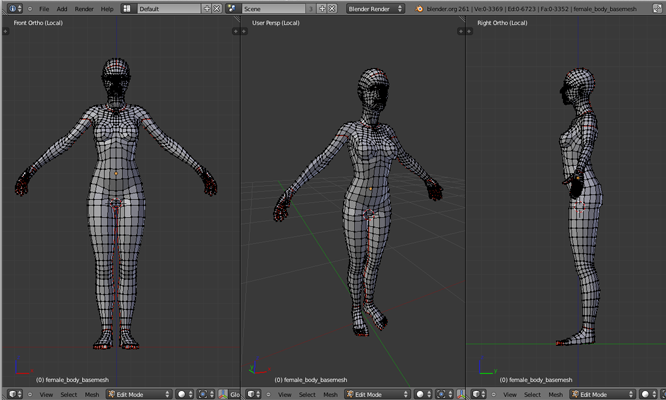 File Add Render Help Default Scene 3 Blender Render blender.org 261 | Ve:0-3369 | Ed:0-6723 | Fa:0-3352 | female_body_basemesh
Front Ortho (Local) User Persp (Local) Right Ortho (Local)
(0) female_body_basemesh (0) female_body_basemesh (0) female_body_basemesh
View Select Mesh Edit Mode Glo View Select Mesh Edit Mode View Select Mesh Edit Mode